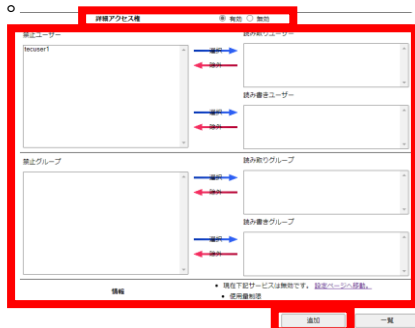 。
詳細アクセス権 有効 無効
禁止ユーザー 読み取りユーザー
tecuser1
選択
除外
読み書きユーザー
選択
除外
禁止グループ 読み取りグループ
選択
除外
読み書きグループ
選択
除外
情報
• 現在下記サービスは無効です。 設定ページへ移動。
• 使用量制限
追加 一覧